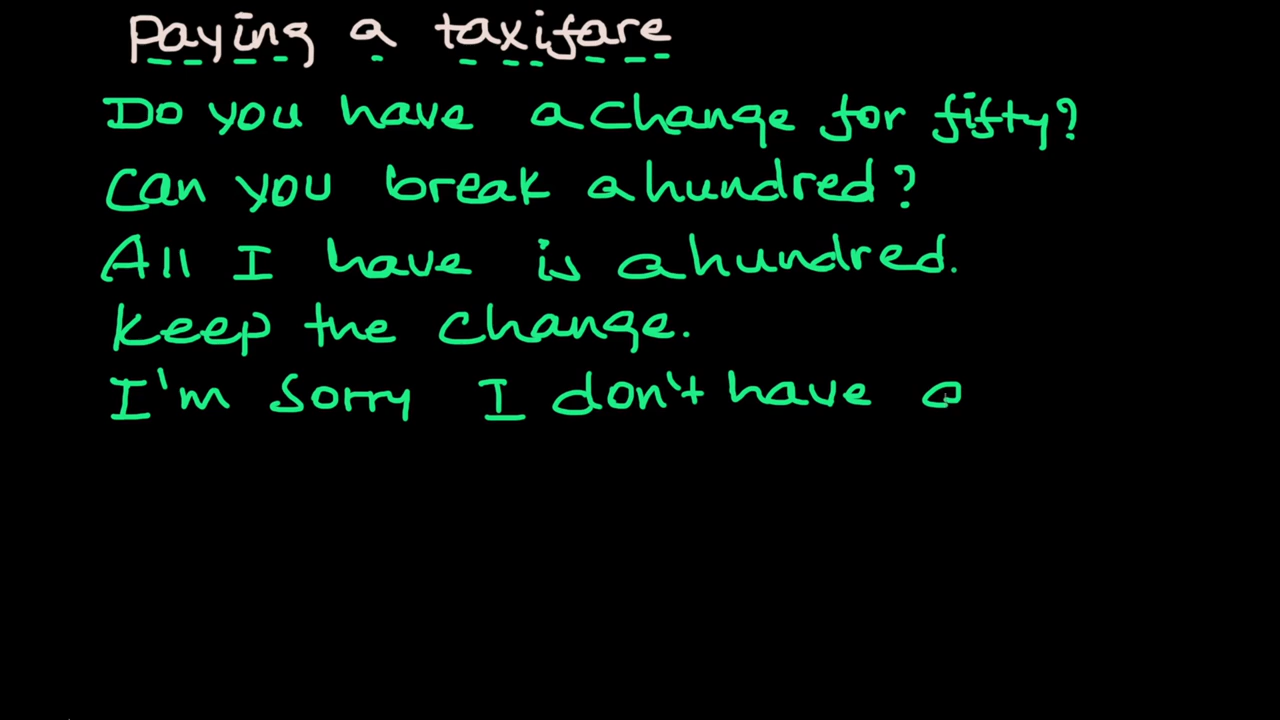 Paying a taxifare
Do you have a change for fifty?
Can you break a hundred?
All I have is a hundred.
Keep the change.
I'm sorry I don't have a